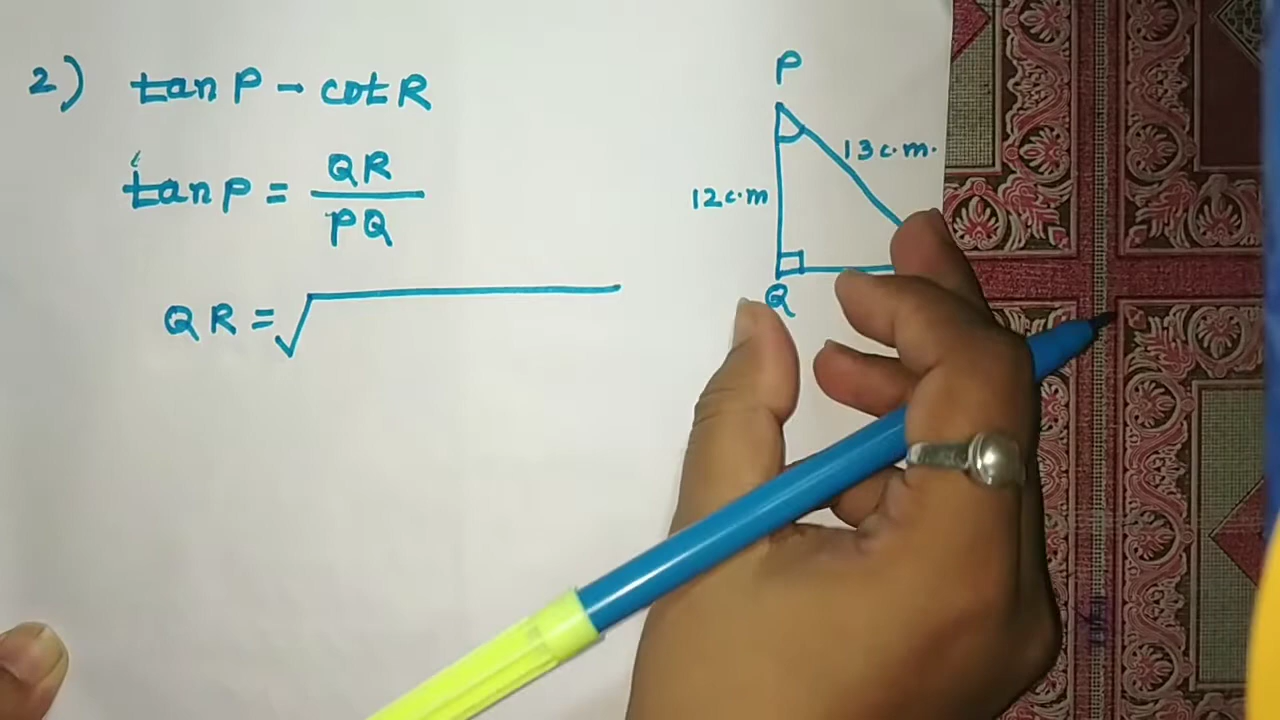 2) tan P - cot R
tan P = QR / PQ
QR = √
P
13 c.m.
12 c.m
Q